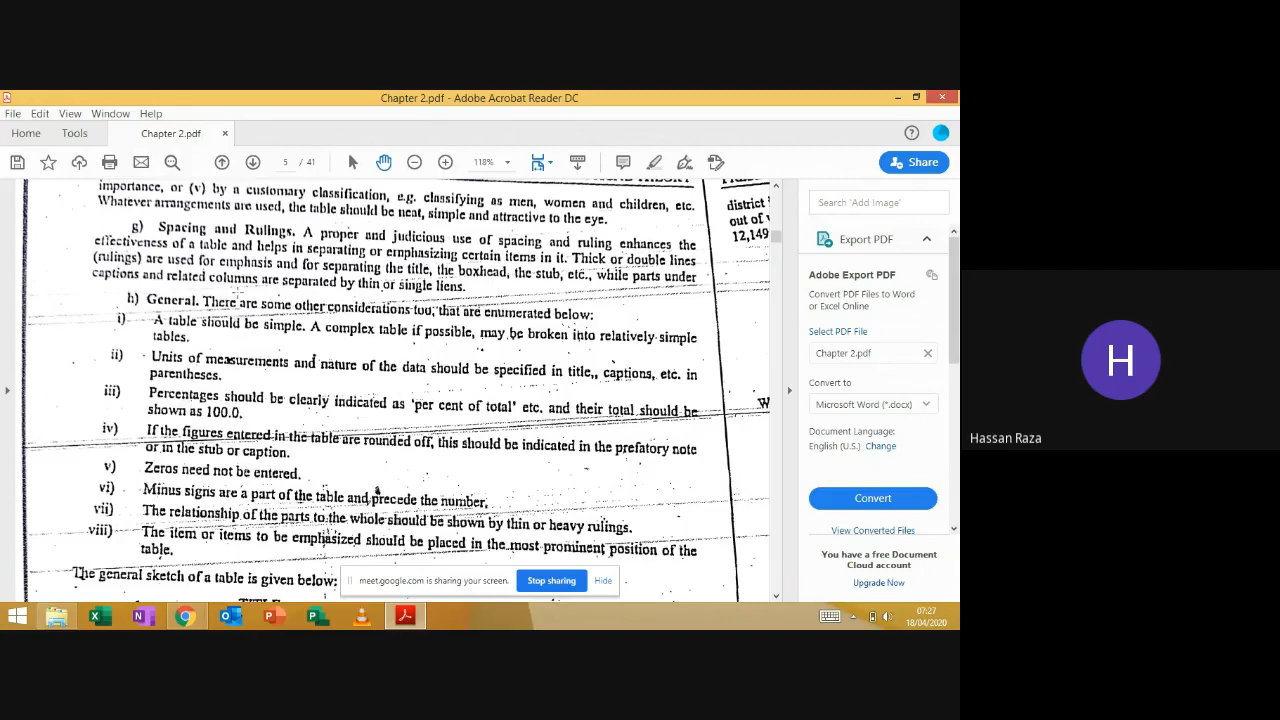 Chapter 2.pdf - Adobe Acrobat Reader DC
File Edit View Window Help
Home Tools Chapter 2.pdf ×
5 / 41 118% Share
importance, or (v) by a customary classification, e.g. classifying as men, women and children, etc.
Whatever arrangements are used, the table should be neat, simple and attractive to the eye.
g) Spacing and Rulings. A proper and judicious use of spacing and ruling enhances the
effectiveness of a table and helps in separating or emphasizing certain items in it. Thick or double lines
(rulings) are used for emphasis and for separating the title, the boxhead, the stub, etc., while parts under
captions and related columns are separated by thin or single liens.
h) General. There are some other considerations too, that are enumerated below:
i) A table should be simple. A complex table if possible, may be broken into relatively simple
tables.
ii) Units of measurements and nature of the data should be specified in title,, captions, etc. in
parentheses.
iii) Percentages should be clearly indicated as 'per cent of total' etc. and their total should be
shown as 100.0.
iv) If the figures entered in the table are rounded off, this should be indicated in the prefatory note
or in the stub or caption.
v) Zeros need not be entered.
vi) Minus signs are a part of the table and precede the number.
vii) The relationship of the parts to the whole should be shown by thin or heavy rulings.
viii) The item or items to be emphasized should be placed in the most prominent position of the
table.
The general sketch of a table is given below:
district
out of
12,149
W
Search 'Add Image'
Export PDF
Adobe Export PDF
Convert PDF Files to Word
or Excel Online
Select PDF File
Chapter 2.pdf
Convert to
Microsoft Word (*.docx)
Document Language:
English (U.S.) Change
Convert
View Converted Files
You have a free Document
Cloud account
Upgrade Now
meet.google.com is sharing your screen. Stop sharing Hide
07:27
18/04/2020
H
Hassan Raza